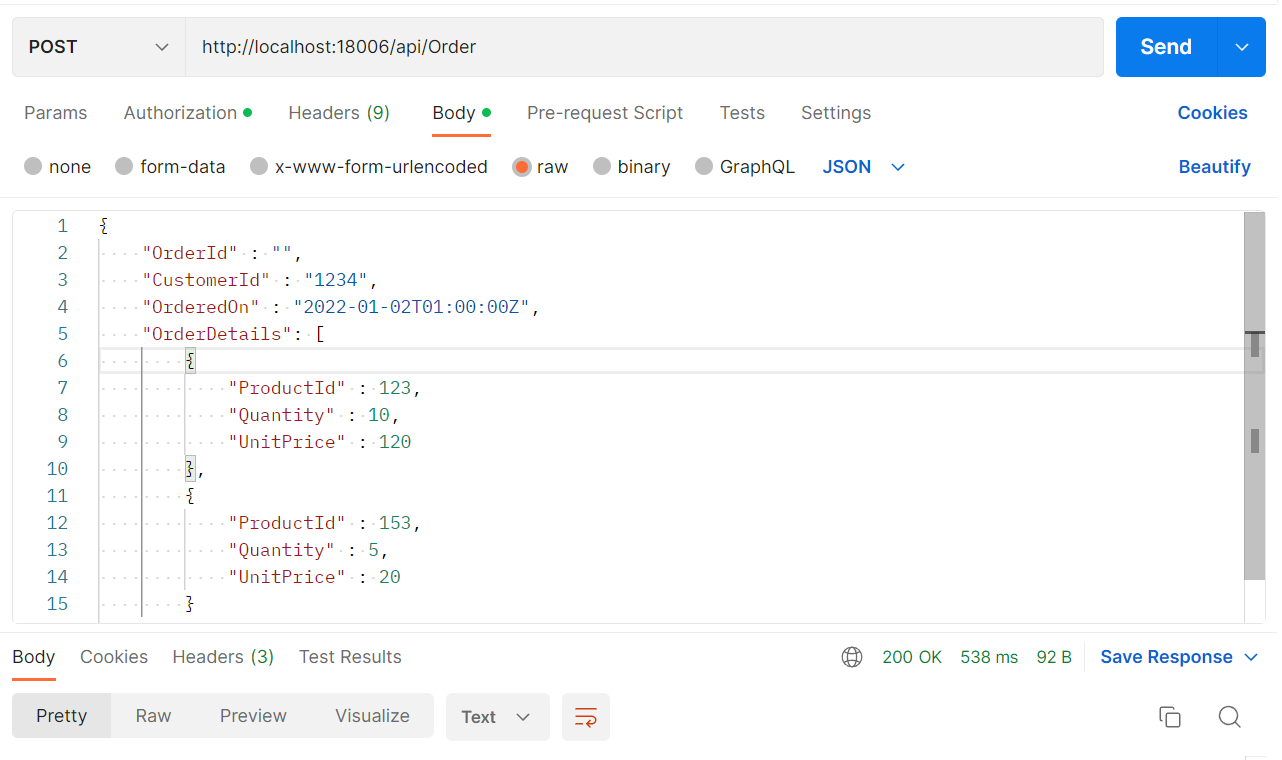 POST http://localhost:18006/api/Order Send
Params Authorization Headers (9) Body Pre-request Script Tests Settings Cookies
none form-data x-www-form-urlencoded raw binary GraphQL JSON Beautify
1 {
2 "OrderId" : "",
3 "CustomerId" : "1234",
4 "OrderedOn" : "2022-01-02T01:00:00Z",
5 "OrderDetails": [
6 {
7 "ProductId" : 123,
8 "Quantity" : 10,
9 "UnitPrice" : 120
10 },
11 {
12 "ProductId" : 153,
13 "Quantity" : 5,
14 "UnitPrice" : 20
15 }
Body Cookies Headers (3) Test Results 200 OK 538 ms 92 B Save Response
Pretty Raw Preview Visualize Text